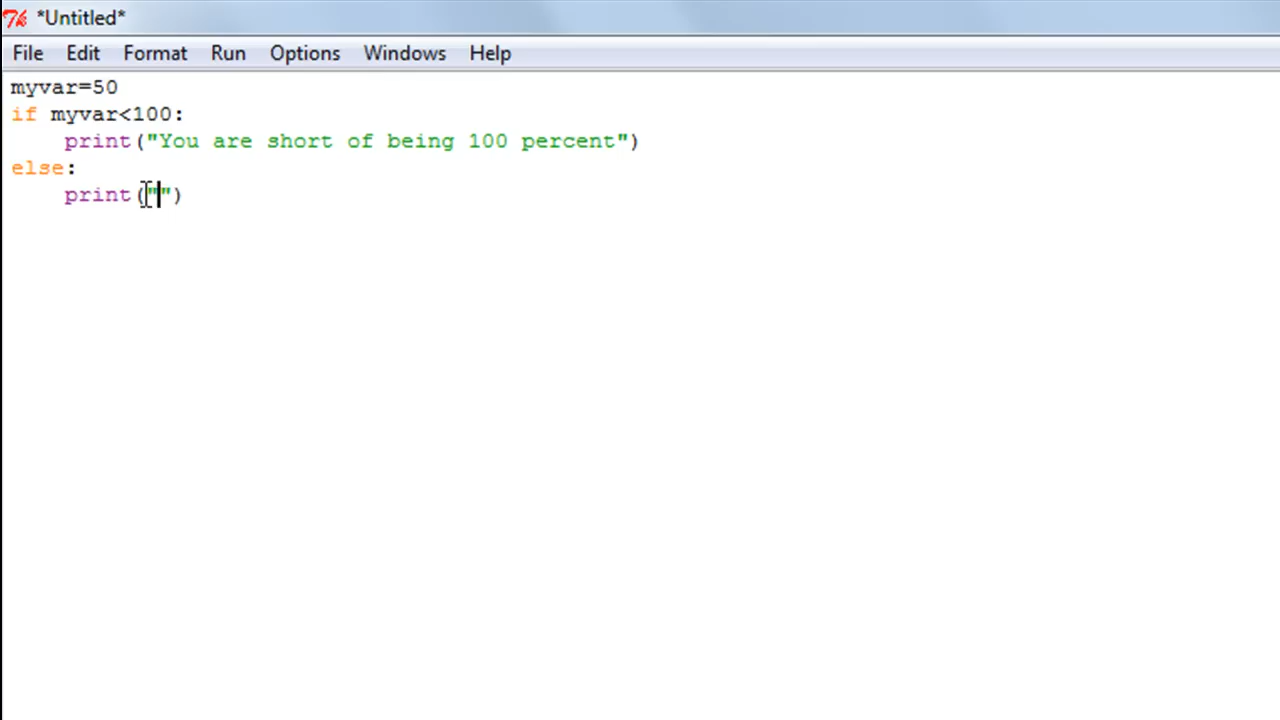 *Untitled*
File Edit Format Run Options Windows Help
myvar=50
if myvar<100:
    print("You are short of being 100 percent")
else:
    print("")